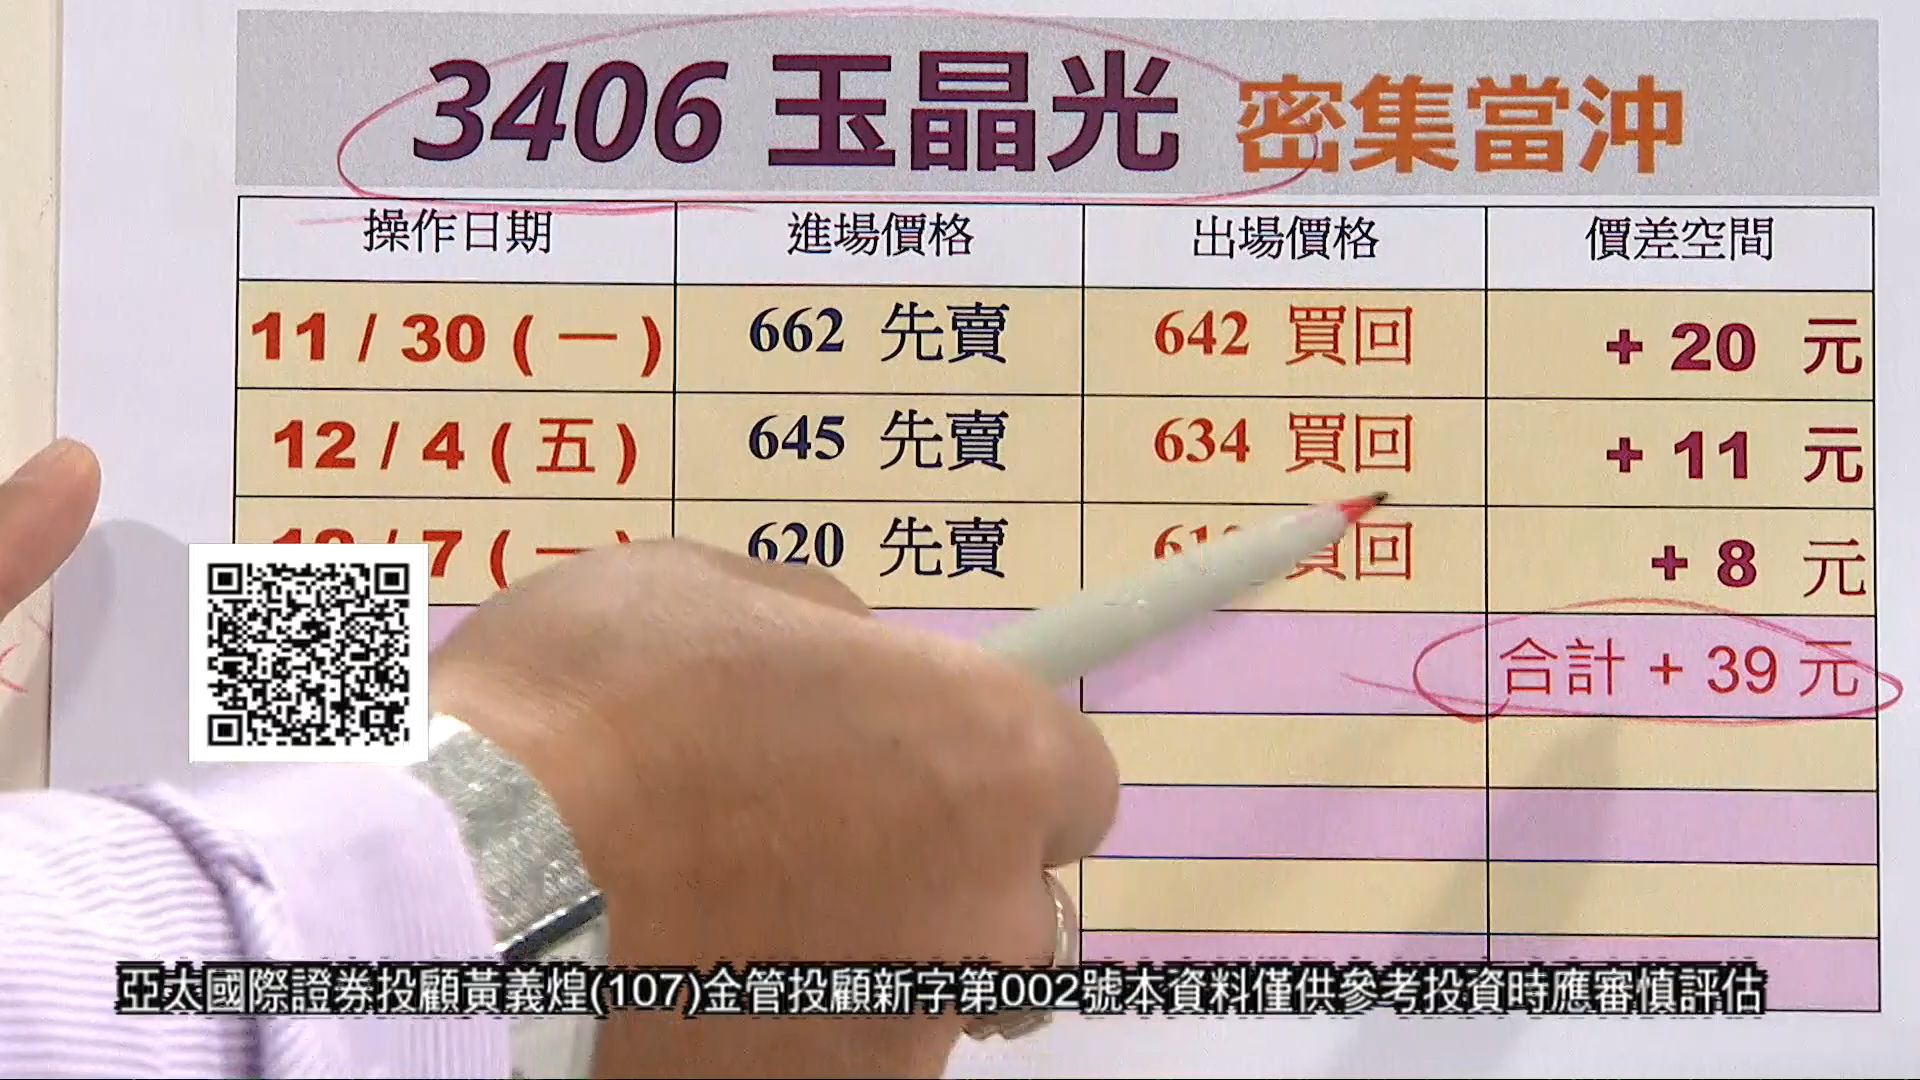 3406 玉晶光 密集當沖
操作日期 進場價格 出場價格 價差空間
11 / 30 ( 一 ) 662 先賣 642 買回 + 20 元
12 / 4 ( 五 ) 645 先賣 634 買回 + 11 元
7 ( 一 ) 620 先賣 買回 + 8 元
合計 + 39 元
亞太國際證券投顧黃義煌(107)金管投顧新字第002號本資料僅供參考投資時應審慎評估